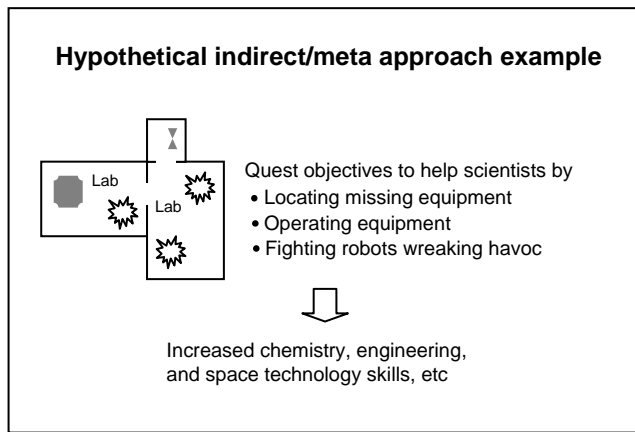 Hypothetical indirect/meta approach example
Lab
Lab
Quest objectives to help scientists by
• Locating missing equipment
• Operating equipment
• Fighting robots wreaking havoc
Increased chemistry, engineering,
and space technology skills, etc